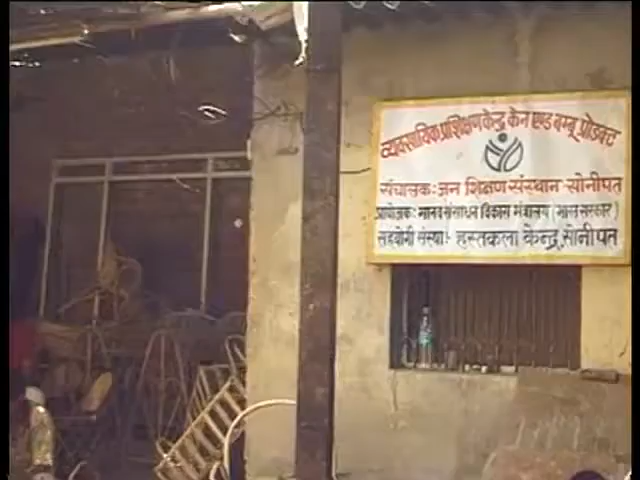 व्यवसायिक प्रशिक्षण केन्द्र केन एण्ड बम्बू प्रोडक्ट
संचालक: जन शिक्षण संस्थान सोनीपत
प्रायोजक: मानव संसाधन विकास मंत्रालय (भारत सरकार)
सहयोगी संस्था:- हस्तकला केन्द्र, सोनीपत